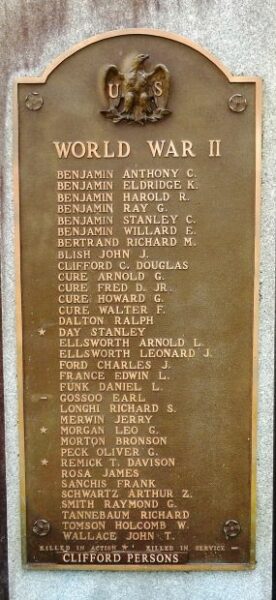 U S
WORLD WAR II
BENJAMIN ANTHONY C.
BENJAMIN ELDRIDGE K.
BENJAMIN HAROLD R.
BENJAMIN RAY G.
BENJAMIN STANLEY C.
BENJAMIN WILLARD E.
BERTRAND RICHARD M.
BLISH JOHN J.
CLIFFORD C. DOUGLAS
CURE ARNOLD G.
CURE FRED D. JR.
CURE HOWARD G.
CURE WALTER F.
DALTON RALPH
★ DAY STANLEY
ELLSWORTH ARNOLD L.
ELLSWORTH LEONARD J.
FORD CHARLES J.
FRANCE EDWIN L.
FUNK DANIEL L.
– GOSSOO EARL
LONGHI RICHARD S.
MERWIN JERRY
★ MORGAN LEO G.
MORTON BRONSON
PECK OLIVER G.
★ REMICK T. DAVISON
ROSA JAMES
SANCHIS FRANK
SCHWARTZ ARTHUR Z.
SMITH RAYMOND G.
TANNEBAUM RICHARD
TOMSON HOLCOMB W.
WALLACE JOHN T.
KILLED IN ACTION ★ KILLED IN SERVICE –
CLIFFORD PERSONS